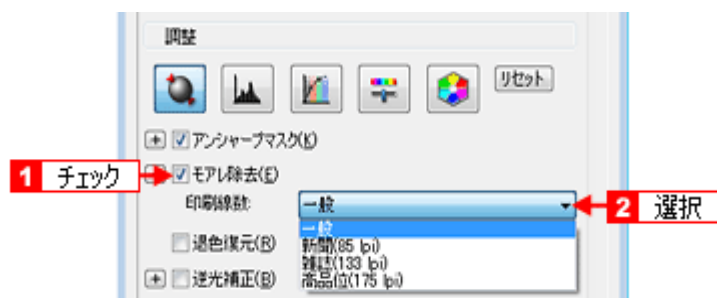 調整
リセット
アンシャープマスク(K)
1 チェック
モアレ除去(E)
印刷線数:
一般
2 選択
一般
新聞(85 lpi)
雑誌(133 lpi)
高品位(175 lpi)
退色復元(R)
逆光補正(B)